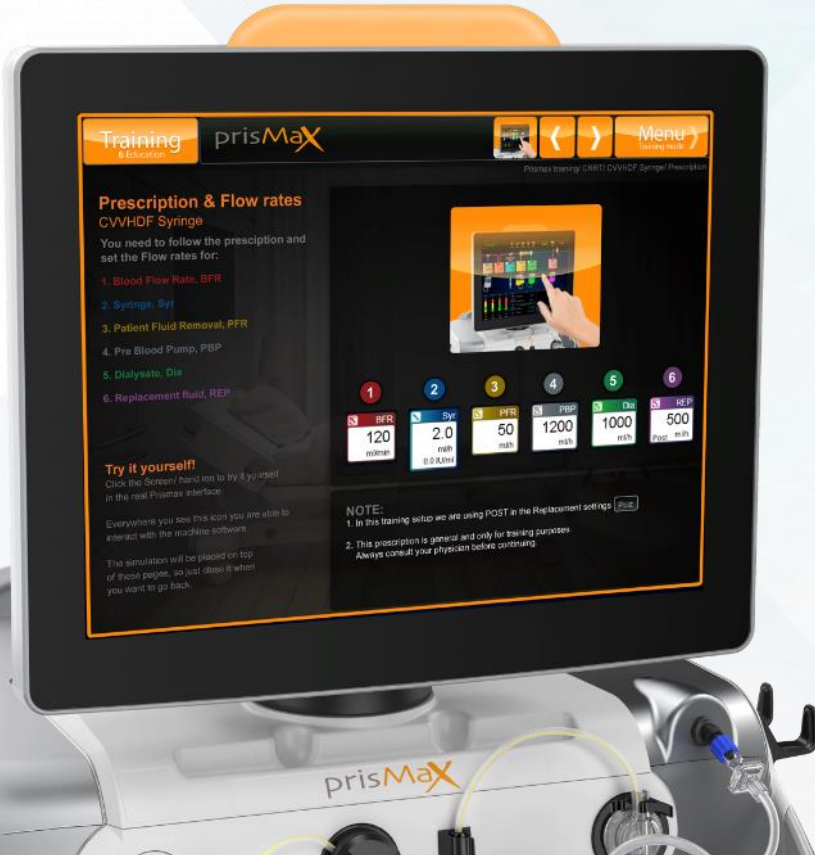 Training
& Education
prisMax
Menu
Training mode
Prismax training/ CRRT/ CVVHDF Syringe/ Prescription
Prescription & Flow rates
CVVHDF Syringe
You need to follow the presciption and
set the Flow rates for:
1. Blood Flow Rate, BFR
2. Syringe, Syr
3. Patient Fluid Removal, PFR
4. Pre Blood Pump, PBP
5. Dialysate, Dia
6. Replacement fluid, REP
Try it yourself!
Click the Screen/ hand icn to try it yourself
in the real Prismax interface
Everywhere you see this icon you are able to
interact with the machine software
The simulation will be placed on top
of these pages, so just close it when
you want to go back.
1 2 3 4 5 6
BFR Syr PFR PBP Dia REP
120 2.0 50 1200 1000 500
ml/min ml/h ml/h ml/h ml/h Post ml/h
0.0 IU/ml
NOTE:
1. In this training setup we are using POST in the Replacement settings Post
2. This prescription is general and only for training purposes.
Always consult your physician before continuing.
prisMax